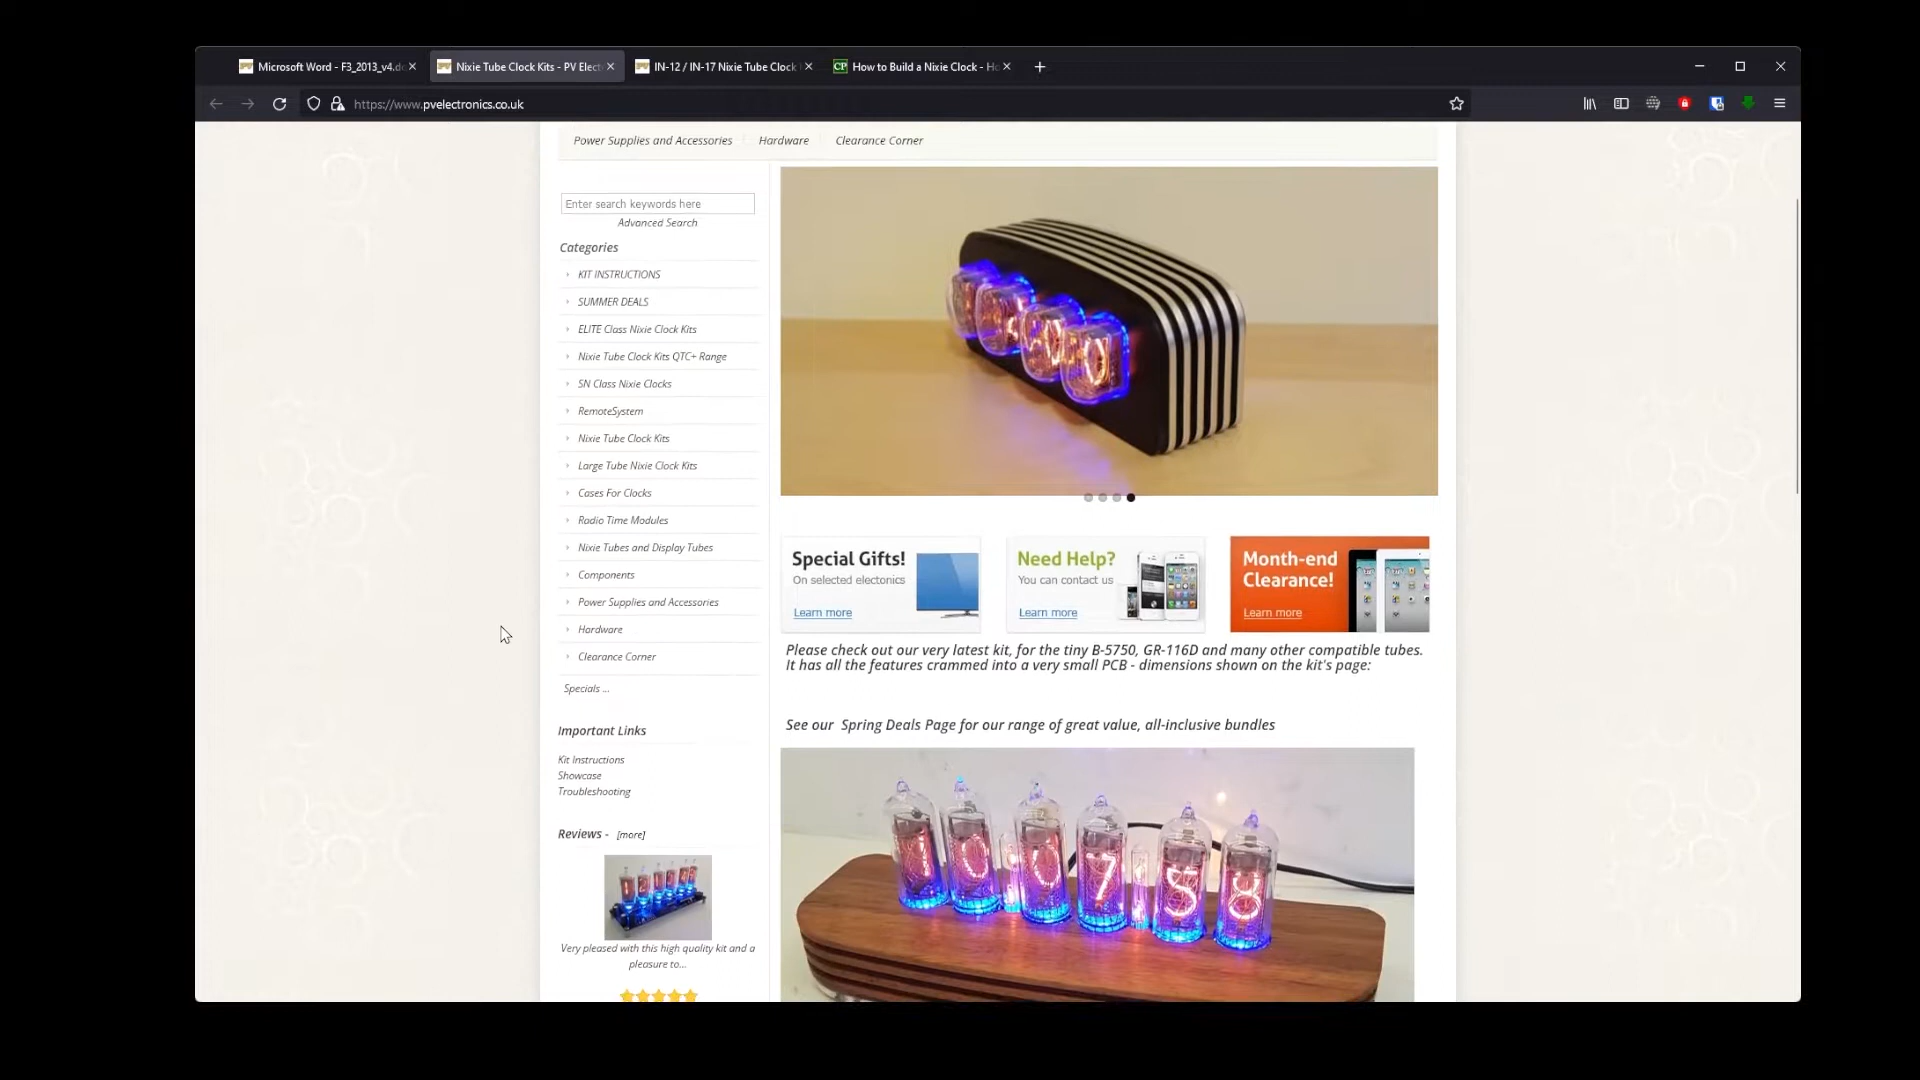 Microsoft Word - F3_2013_v4.do
Nixie Tube Clock Kits - PV Elect
IN-12 / IN-17 Nixie Tube Clock
CP How to Build a Nixie Clock - Ho
https://www.pvelectronics.co.uk
Power Supplies and Accessories
Hardware
Clearance Corner
Enter search keywords here
Advanced Search
Categories
KIT INSTRUCTIONS
SUMMER DEALS
ELITE Class Nixie Clock Kits
Nixie Tube Clock Kits QTC+ Range
SN Class Nixie Clocks
RemoteSystem
Nixie Tube Clock Kits
Large Tube Nixie Clock Kits
Cases For Clocks
Radio Time Modules
Nixie Tubes and Display Tubes
Components
Power Supplies and Accessories
Hardware
Clearance Corner
Specials ...
Important Links
Kit Instructions
Showcase
Troubleshooting
Reviews - [more]
Very pleased with this high quality kit and a
pleasure to...
Special Gifts!
On selected electonics
Learn more
Need Help?
You can contact us
Learn more
Month-end
Clearance!
Learn more
Please check out our very latest kit, for the tiny B-5750, GR-116D and many other compatible tubes.
It has all the features crammed into a very small PCB - dimensions shown on the kit's page:
See our Spring Deals Page for our range of great value, all-inclusive bundles
10 07 58